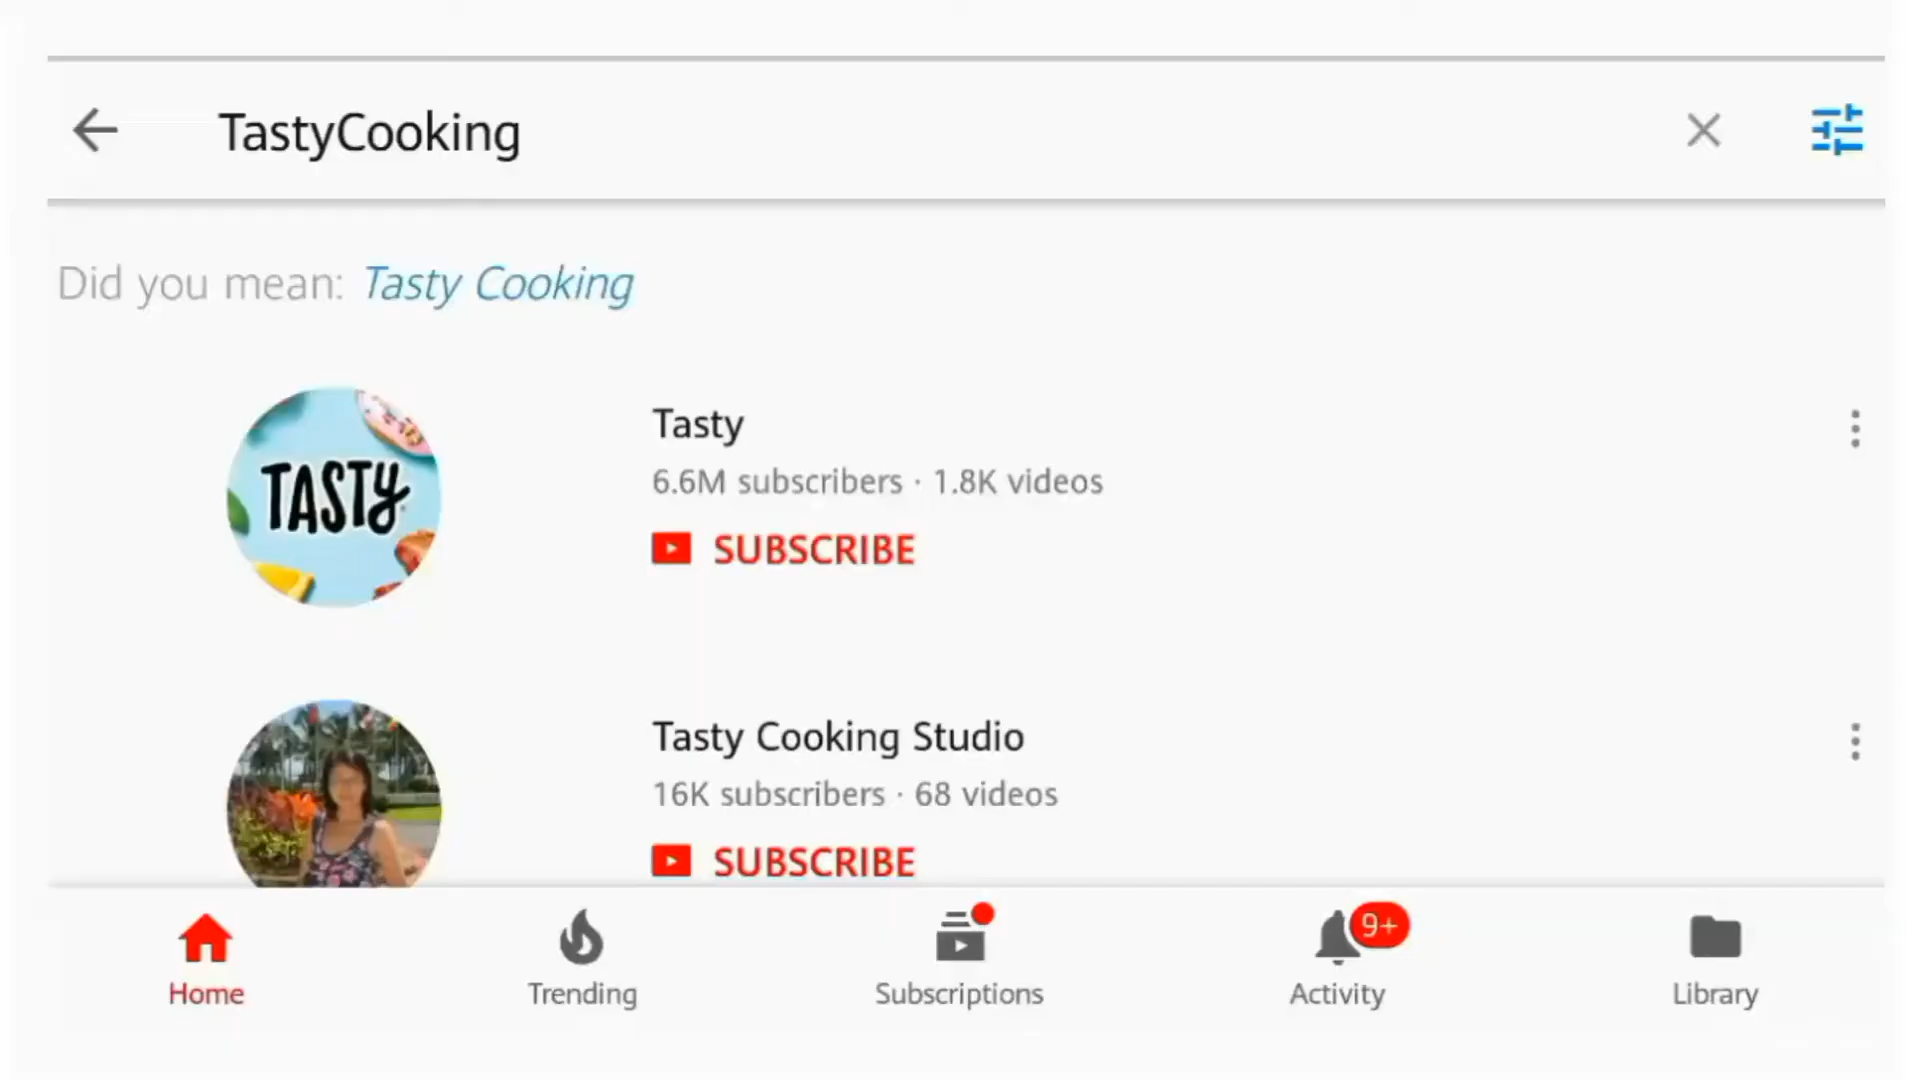 TastyCooking
Did you mean: Tasty Cooking
TASTY
Tasty
6.6M subscribers · 1.8K videos
SUBSCRIBE
Tasty Cooking Studio
16K subscribers · 68 videos
SUBSCRIBE
9+
Home
Trending
Subscriptions
Activity
Library